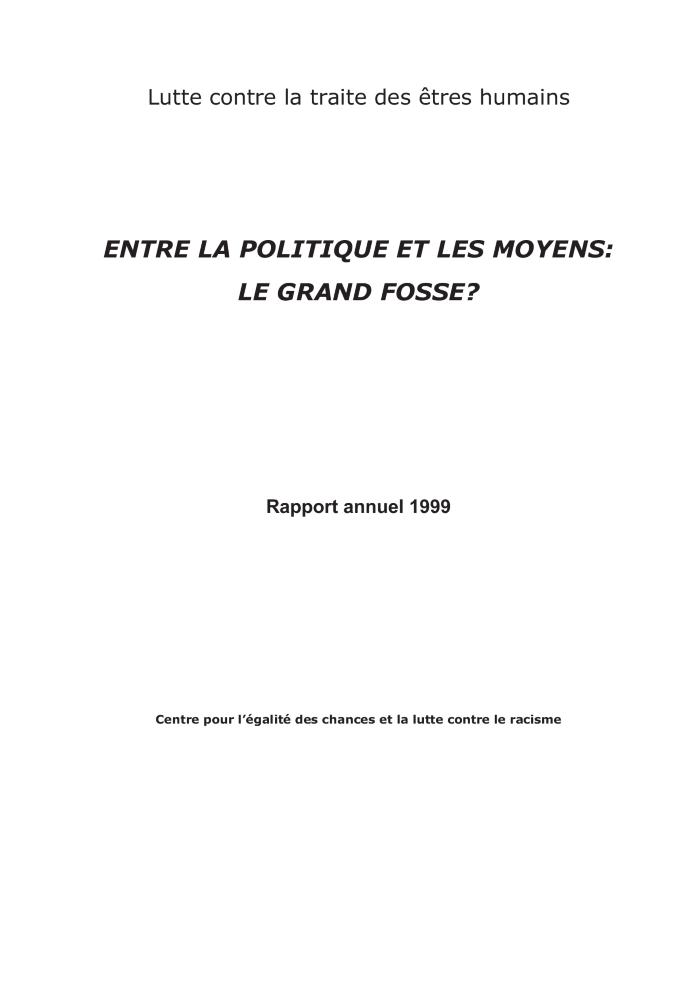 Lutte contre la traite des êtres humains
ENTRE LA POLITIQUE ET LES MOYENS:
LE GRAND FOSSE?
Rapport annuel 1999
Centre pour l’égalité des chances et la lutte contre le racisme